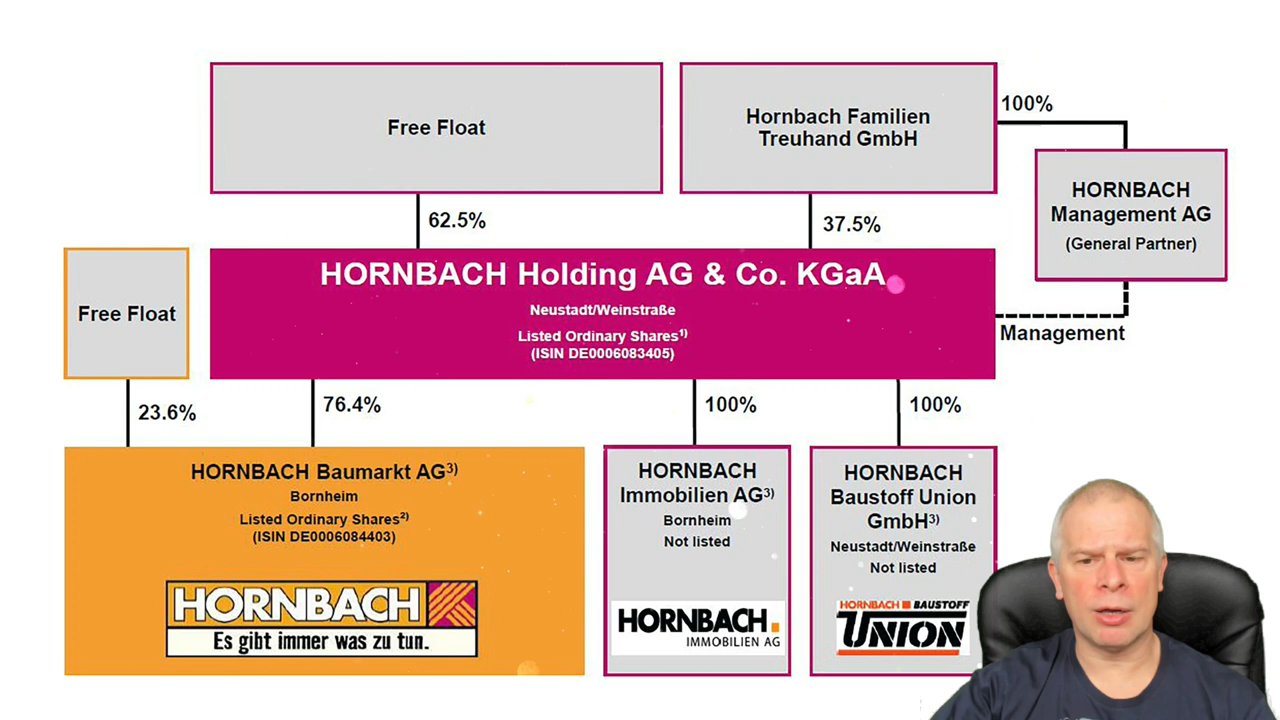 Free Float
Hornbach Familien
Treuhand GmbH
100%
HORNBACH
Management AG
(General Partner)
62.5%
37.5%
Free Float
HORNBACH Holding AG & Co. KGaA
Neustadt/Weinstraße
Listed Ordinary Shares¹⁾
(ISIN DE0006083405)
Management
23.6%
76.4%
100%
100%
HORNBACH Baumarkt AG³⁾
Bornheim
Listed Ordinary Shares²⁾
(ISIN DE0006084403)
HORNBACH
Es gibt immer was zu tun.
HORNBACH
Immobilien AG³⁾
Bornheim
Not listed
HORNBACH
IMMOBILIEN AG
HORNBACH
Baustoff Union
GmbH³⁾
Neustadt/Weinstraße
Not listed
HORNBACH BAUSTOFF
UNION